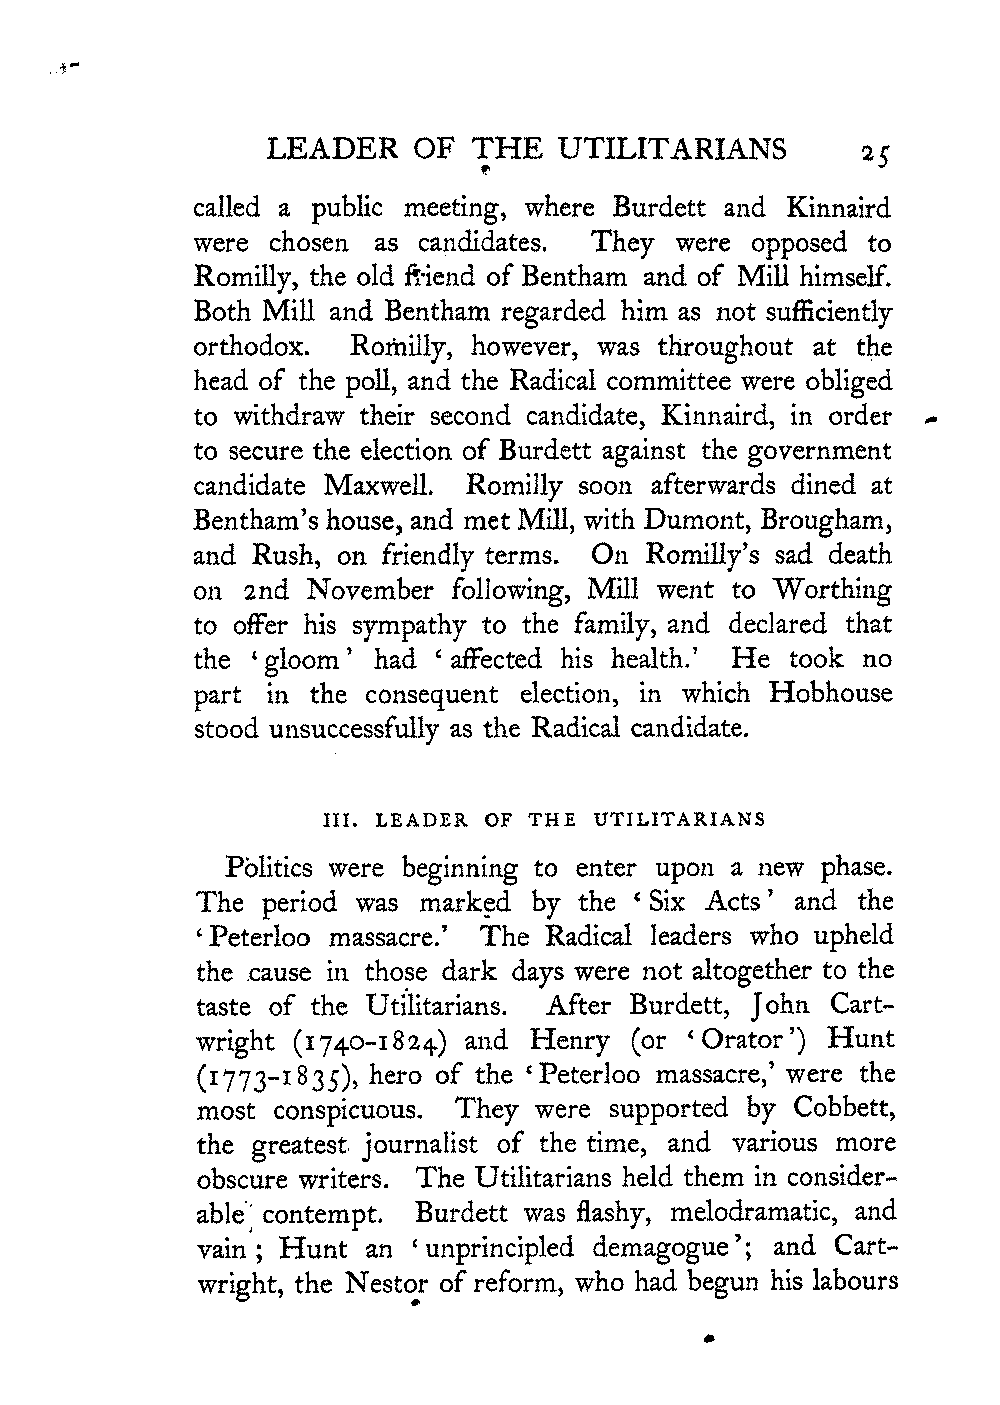 LEADER OF THE UTILITARIANS 25
called a public meeting, where Burdett and Kinnaird
were chosen as candidates. They were opposed to
Romilly, the old friend of Bentham and of Mill himself.
Both Mill and Bentham regarded him as not sufficiently
orthodox. Romilly, however, was throughout at the
head of the poll, and the Radical committee were obliged
to withdraw their second candidate, Kinnaird, in order
to secure the election of Burdett against the government
candidate Maxwell. Romilly soon afterwards dined at
Bentham's house, and met Mill, with Dumont, Brougham,
and Rush, on friendly terms. On Romilly's sad death
on 2nd November following, Mill went to Worthing
to offer his sympathy to the family, and declared that
the ‘gloom’ had ‘affected his health.’ He took no
part in the consequent election, in which Hobhouse
stood unsuccessfully as the Radical candidate.
III. LEADER OF THE UTILITARIANS
Politics were beginning to enter upon a new phase.
The period was marked by the ‘Six Acts’ and the
‘Peterloo massacre.’ The Radical leaders who upheld
the cause in those dark days were not altogether to the
taste of the Utilitarians. After Burdett, John Cart-
wright (1740-1824) and Henry (or ‘Orator’) Hunt
(1773-1835), hero of the ‘Peterloo massacre,’ were the
most conspicuous. They were supported by Cobbett,
the greatest journalist of the time, and various more
obscure writers. The Utilitarians held them in consider-
able contempt. Burdett was flashy, melodramatic, and
vain; Hunt an ‘unprincipled demagogue’; and Cart-
wright, the Nestor of reform, who had begun his labours